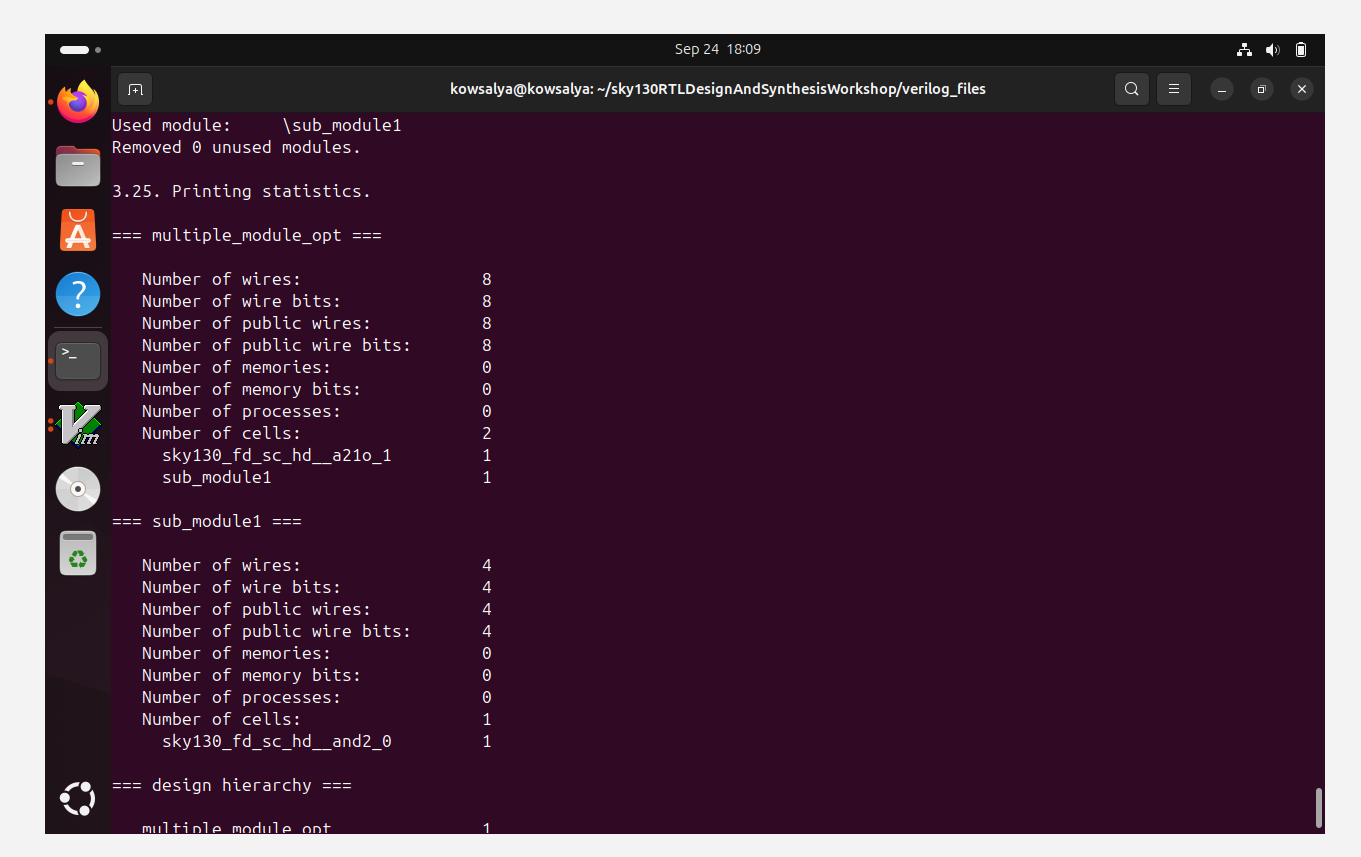 Sep 24 18:09
kowsalya@kowsalya: ~/sky130RTLDesignAndSynthesisWorkshop/verilog_files
Used module:     \sub_module1
Removed 0 unused modules.
3.25. Printing statistics.
=== multiple_module_opt ===
Number of wires: 8
Number of wire bits: 8
Number of public wires: 8
Number of public wire bits: 8
Number of memories: 0
Number of memory bits: 0
Number of processes: 0
Number of cells: 2
sky130_fd_sc_hd__a21o_1 1
sub_module1 1
=== sub_module1 ===
Number of wires: 4
Number of wire bits: 4
Number of public wires: 4
Number of public wire bits: 4
Number of memories: 0
Number of memory bits: 0
Number of processes: 0
Number of cells: 1
sky130_fd_sc_hd__and2_0 1
=== design hierarchy ===
multiple_module_opt 1